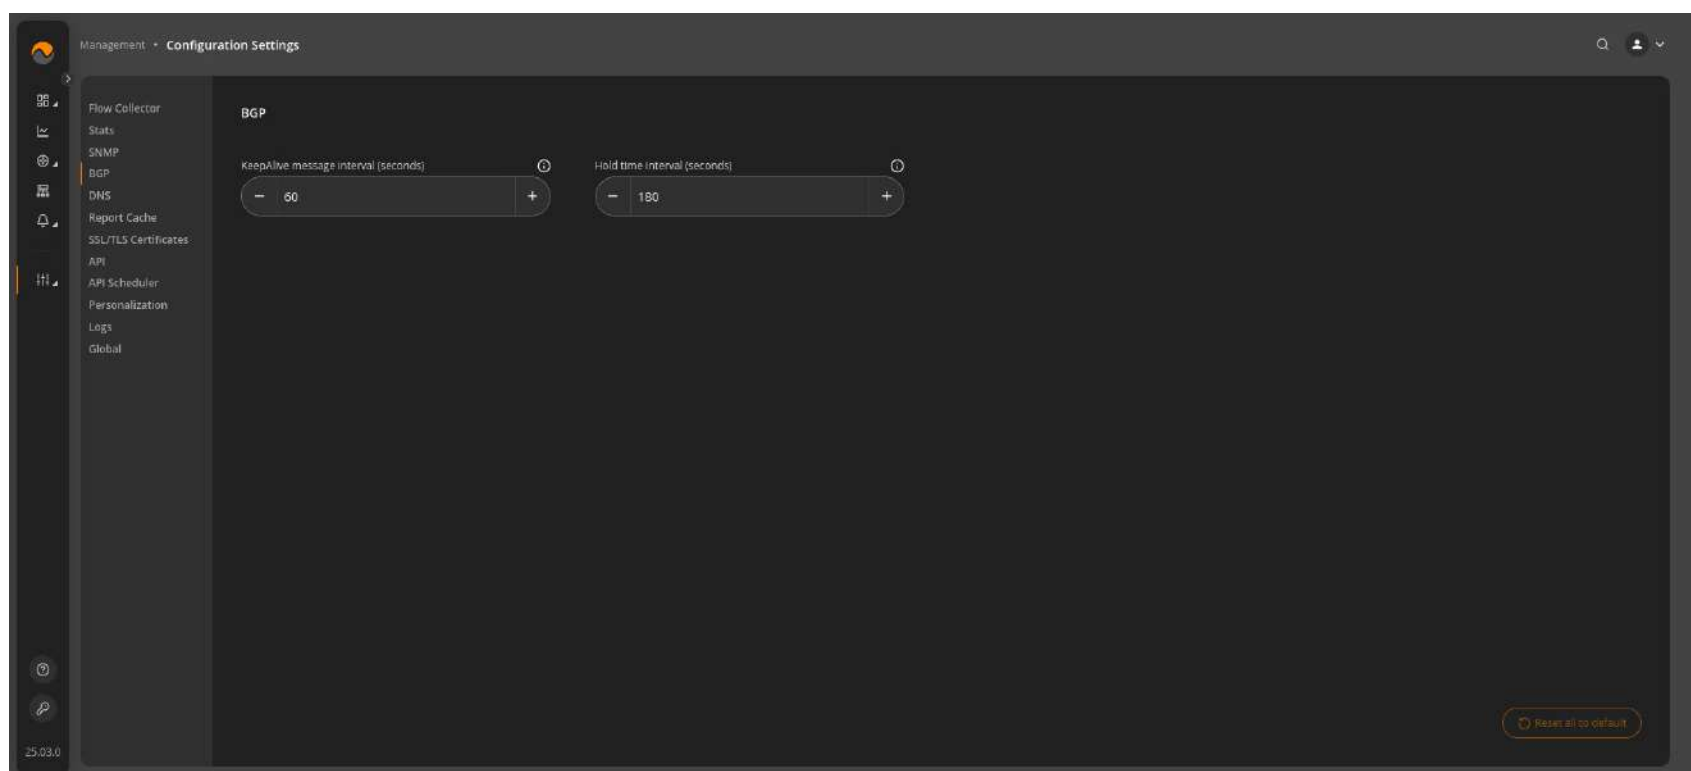 Management • Configuration Settings
Flow Collector
Stats
SNMP
BGP
DNS
Report Cache
SSL/TLS Certificates
API
API Scheduler
Personalization
Logs
Global
BGP
KeepAlive message interval (seconds)
Hold time interval (seconds)
− 60 +
− 180 +
Reset all to default
25.03.0